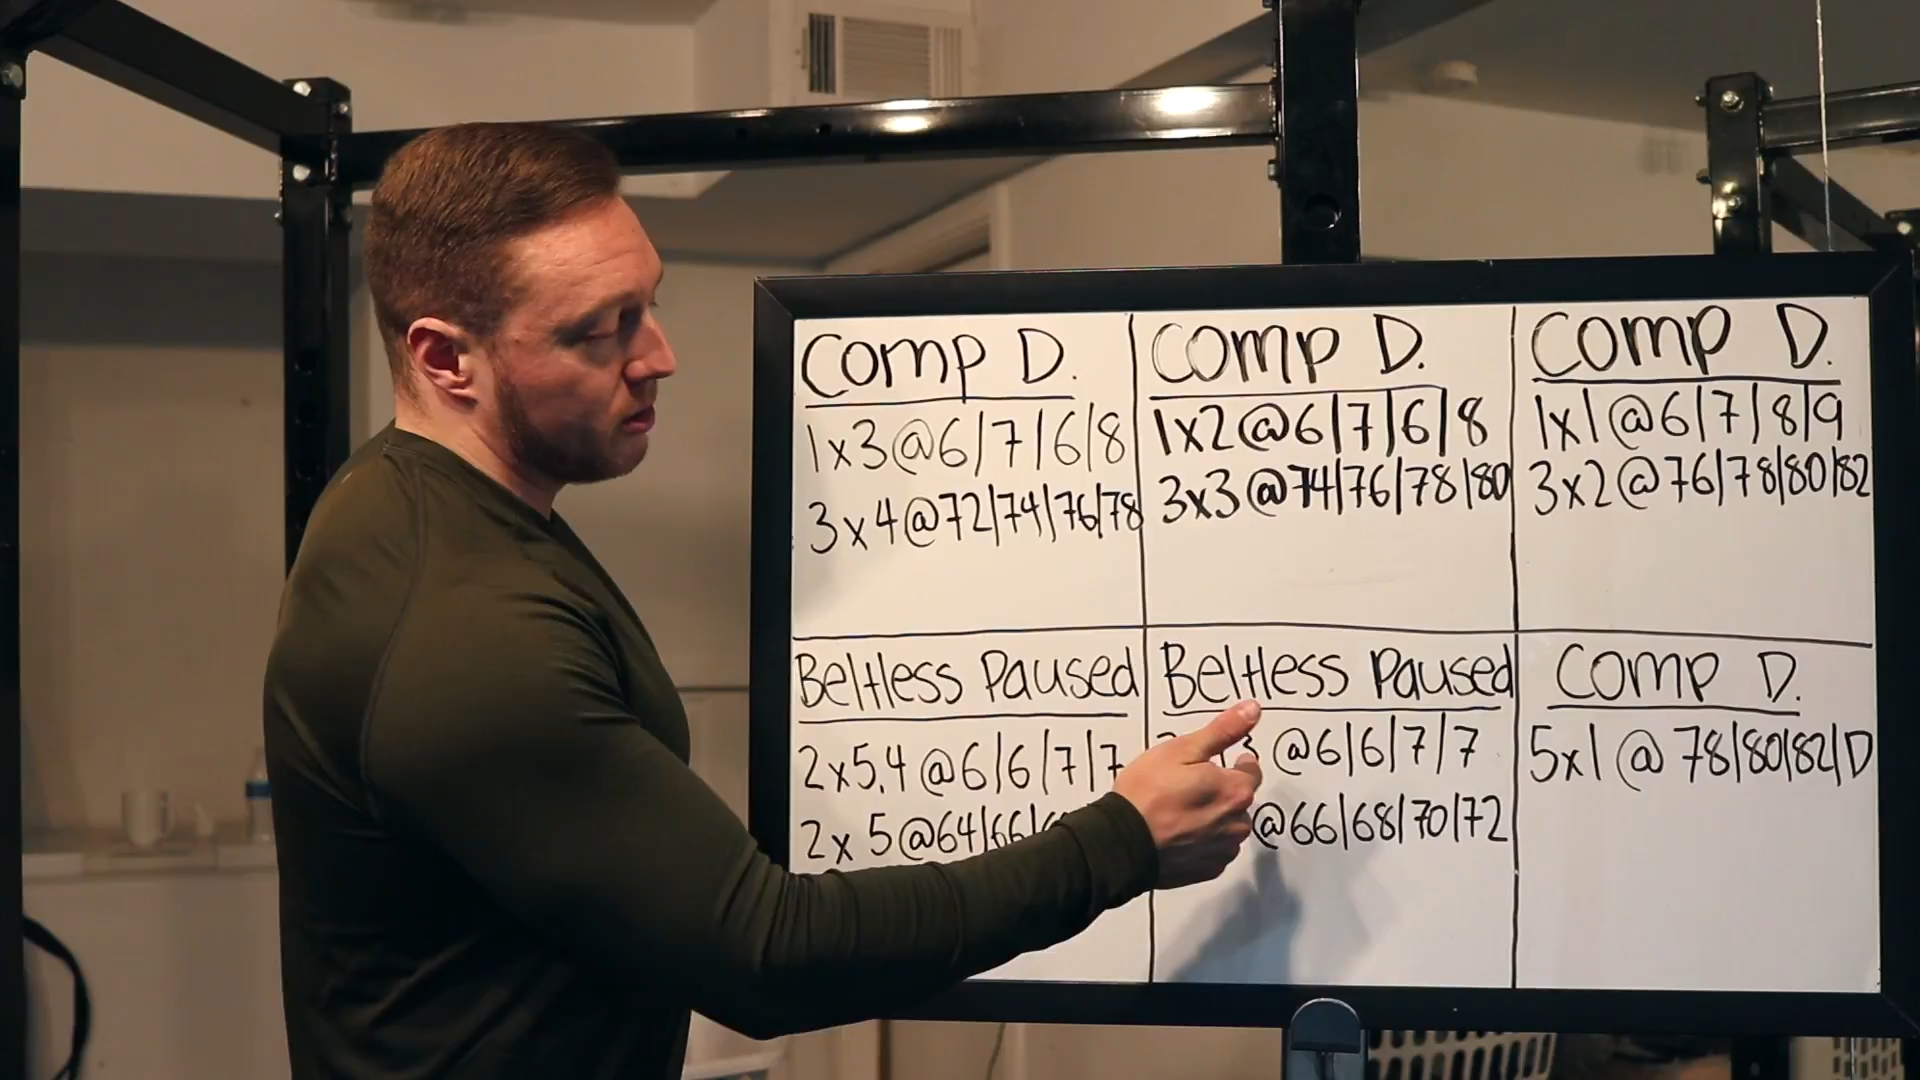 Comp D.
1x3@6/7/6/8
3x4@72/74/76/78
Comp D.
1x2@6/7/6/8
3x3@74/76/78/80
Comp D.
1x1@6/7/8/9
3x2@76/78/80/82
Beltless Paused
2x5,4@6/6/7/7
2x5@64/66/
Beltless Paused
@6/6/7/7
@66/68/70/72
Comp D.
5x1@78/80/82/D